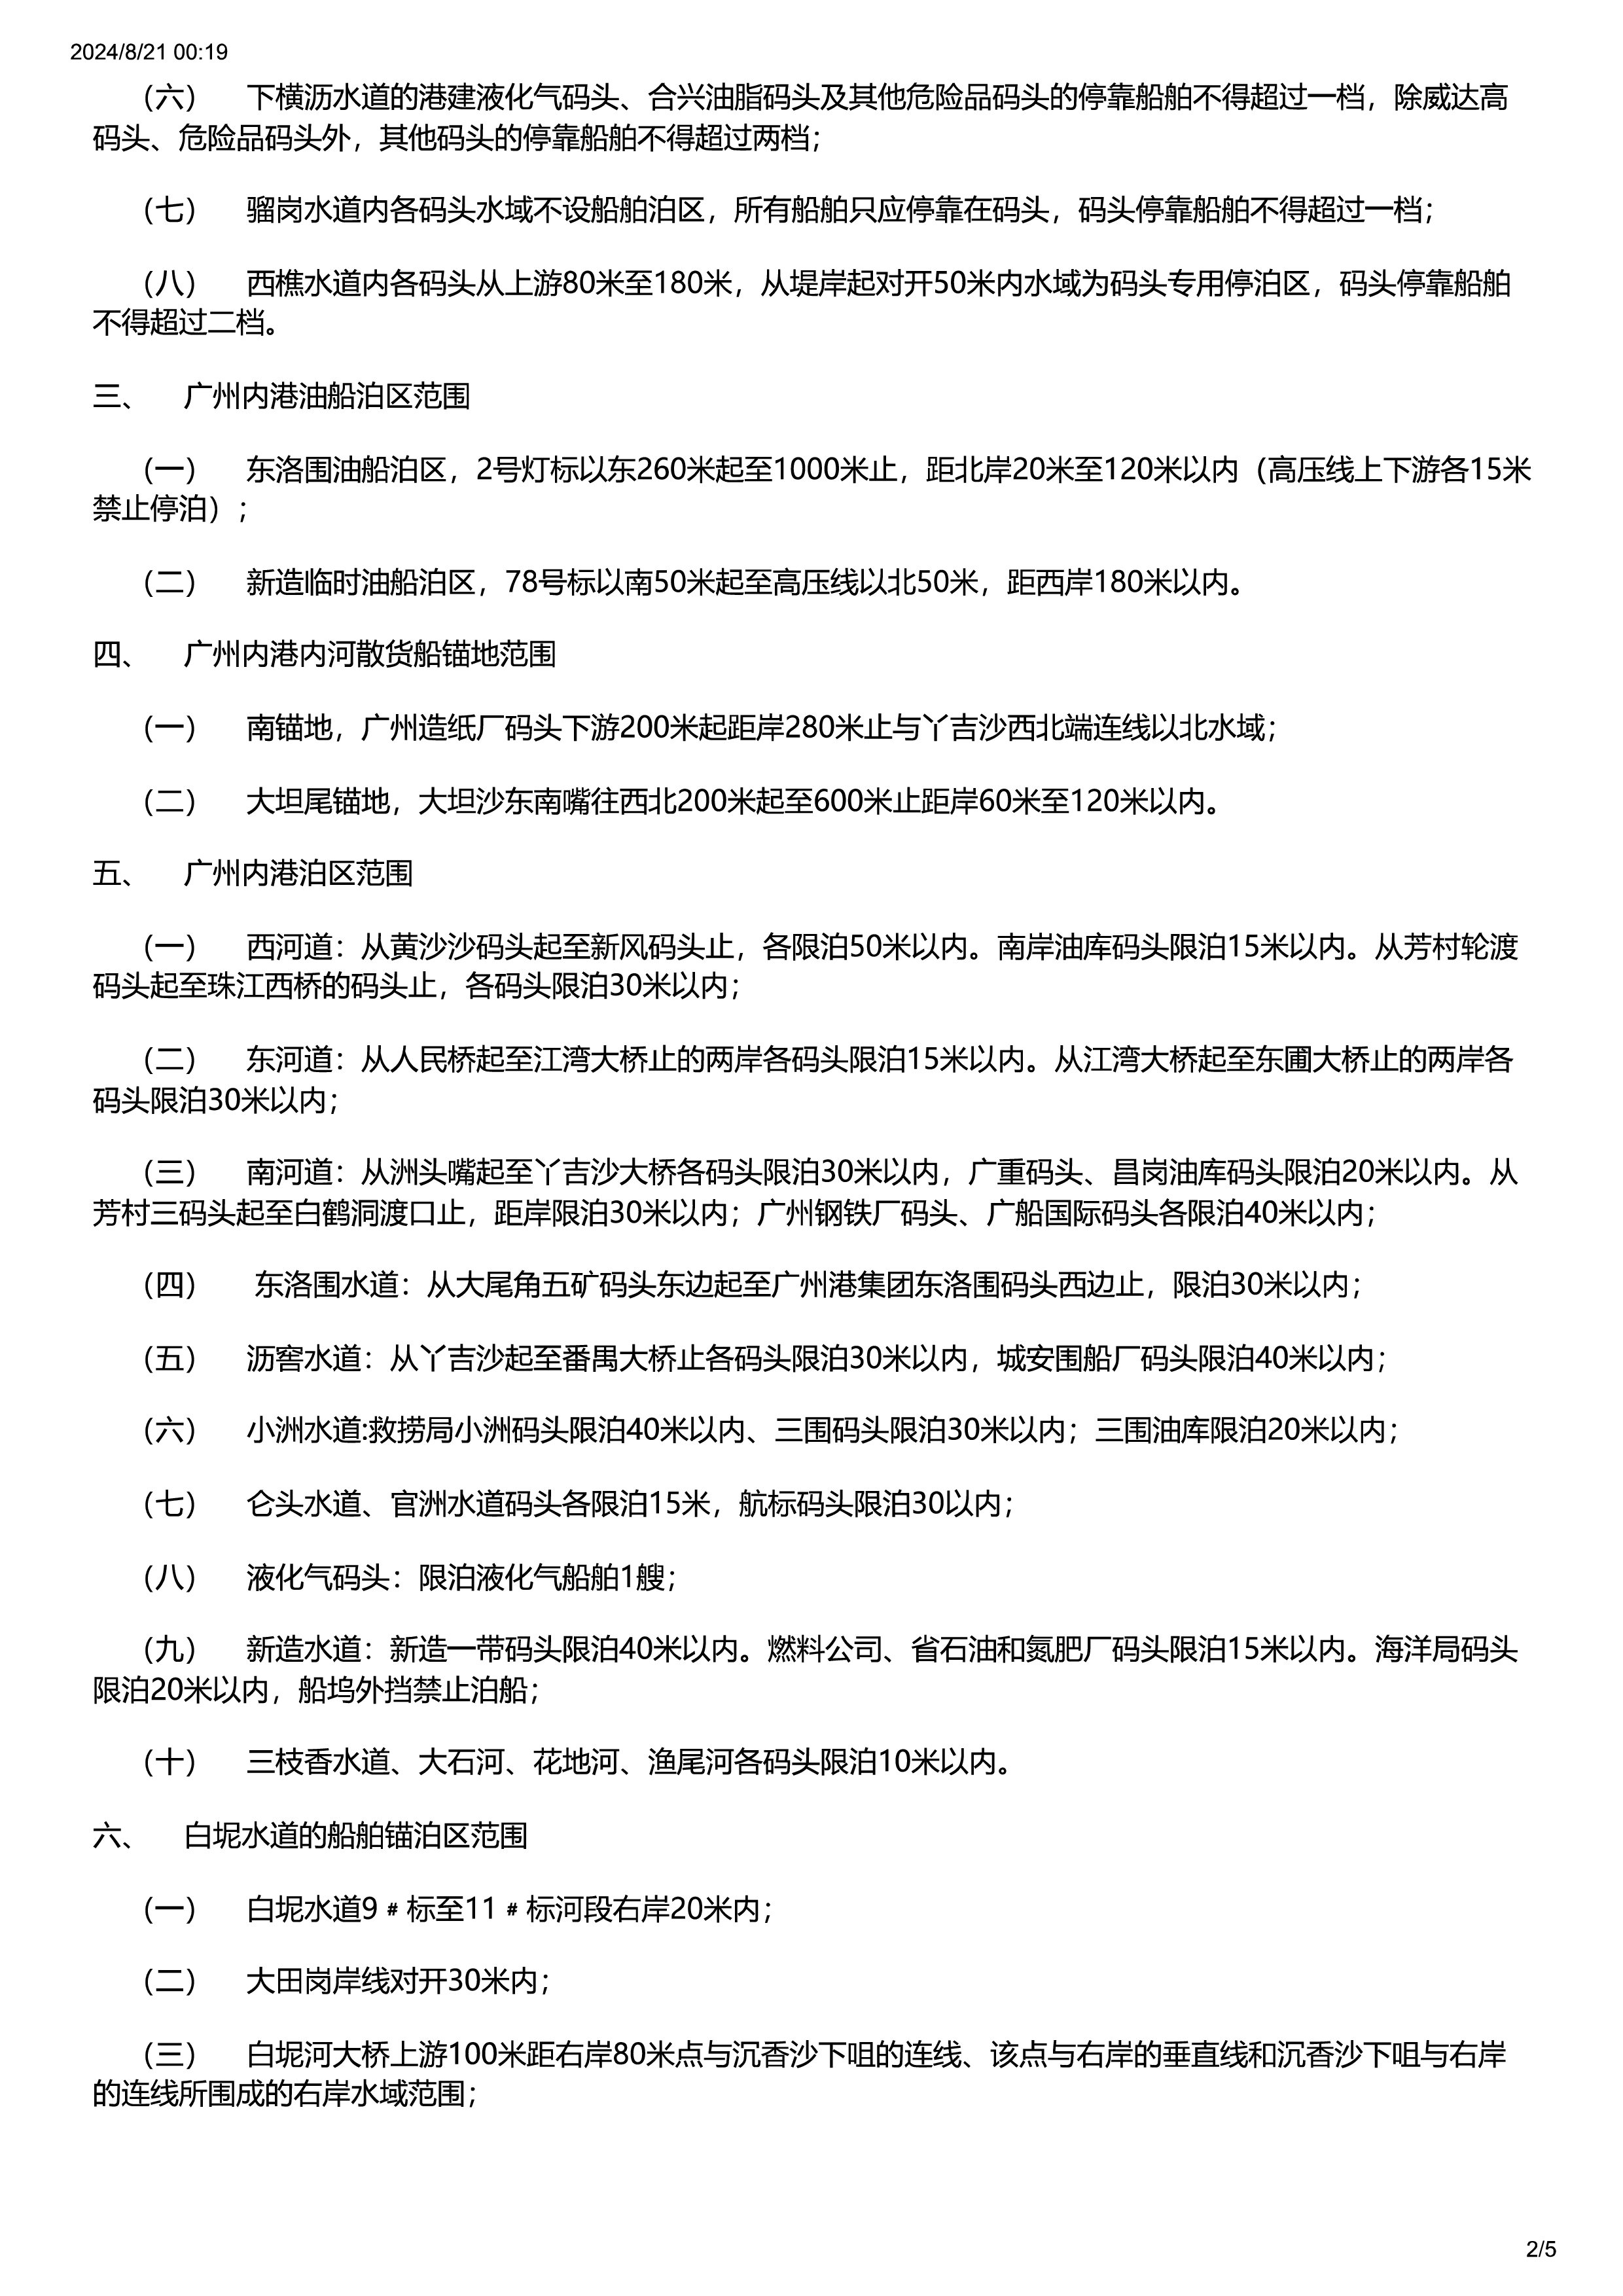 2024/8/21 00:19
（六） 下横沥水道的港建液化气码头、合兴油脂码头及其他危险品码头的停靠船舶不得超过一档，除威达高
码头、危险品码头外，其他码头的停靠船舶不得超过两档；
（七） 骝岗水道内各码头水域不设船舶泊区，所有船舶只应停靠在码头，码头停靠船舶不得超过一档；
（八） 西樵水道内各码头从上游80米至180米，从堤岸起对开50米内水域为码头专用停泊区，码头停靠船舶
不得超过二档。
三、 广州内港油船泊区范围
（一） 东洛围油船泊区，2号灯标以东260米起至1000米止，距北岸20米至120米以内（高压线上下游各15米
禁止停泊）；
（二） 新造临时油船泊区，78号标以南50米起至高压线以北50米，距西岸180米以内。
四、 广州内港内河散货船锚地范围
（一） 南锚地，广州造纸厂码头下游200米起距岸280米止与丫吉沙西北端连线以北水域；
（二） 大坦尾锚地，大坦沙东南嘴往西北200米起至600米止距岸60米至120米以内。
五、 广州内港泊区范围
（一） 西河道：从黄沙沙码头起至新风码头止，各限泊50米以内。南岸油库码头限泊15米以内。从芳村轮渡
码头起至珠江西桥的码头止，各码头限泊30米以内；
（二） 东河道：从人民桥起至江湾大桥止的两岸各码头限泊15米以内。从江湾大桥起至东圃大桥止的两岸各
码头限泊30米以内；
（三） 南河道：从洲头嘴起至丫吉沙大桥各码头限泊30米以内，广重码头、昌岗油库码头限泊20米以内。从
芳村三码头起至白鹤洞渡口止，距岸限泊30米以内；广州钢铁厂码头、广船国际码头各限泊40米以内；
（四） 东洛围水道：从大尾角五矿码头东边起至广州港集团东洛围码头西边止，限泊30米以内；
（五） 沥窖水道：从丫吉沙起至番禺大桥止各码头限泊30米以内，城安围船厂码头限泊40米以内；
（六） 小洲水道:救捞局小洲码头限泊40米以内、三围码头限泊30米以内；三围油库限泊20米以内；
（七） 仑头水道、官洲水道码头各限泊15米，航标码头限泊30以内；
（八） 液化气码头：限泊液化气船舶1艘；
（九） 新造水道：新造一带码头限泊40米以内。燃料公司、省石油和氮肥厂码头限泊15米以内。海洋局码头
限泊20米以内，船坞外挡禁止泊船；
（十） 三枝香水道、大石河、花地河、渔尾河各码头限泊10米以内。
六、 白坭水道的船舶锚泊区范围
（一） 白坭水道9﹟标至11﹟标河段右岸20米内；
（二） 大田岗岸线对开30米内；
（三） 白坭河大桥上游100米距右岸80米点与沉香沙下咀的连线、该点与右岸的垂直线和沉香沙下咀与右岸
的连线所围成的右岸水域范围；
2/5